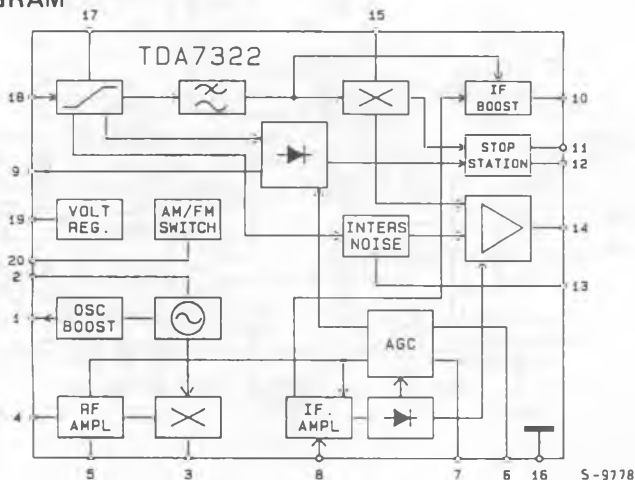 GRAM
17
15
TDA7322
18
IF
BOOST
10
STOP
STATION
11
12
9
VOLT
REG.
AM/FM
SWITCH
19
INTERS
NOISE
14
20
2
13
OSC
BOOST
1
AGC
RF
AMPL
IF.
AMPL
4
5
3
8
7
6
16
S-9778